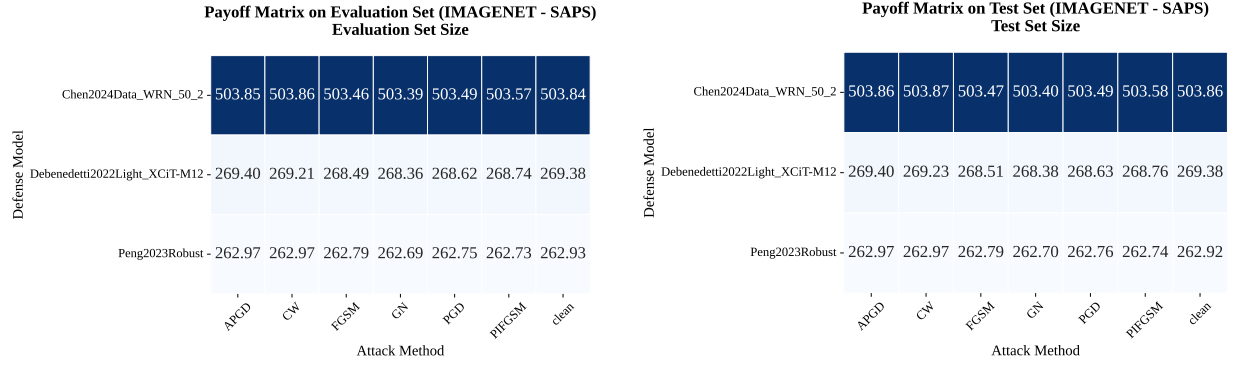 Payoff Matrix on Evaluation Set (IMAGENET - SAPS)
Evaluation Set Size
Defense Model
Chen2024Data_WRN_50_2 503.85 503.86 503.46 503.39 503.49 503.57 503.84
Debenedetti2022Light_XCiT-M12 269.40 269.21 268.49 268.36 268.62 268.74 269.38
Peng2023Robust 262.97 262.97 262.79 262.69 262.75 262.73 262.93
APGD CW FGSM GN PGD PIFGSM clean
Attack Method
Payoff Matrix on Test Set (IMAGENET - SAPS)
Test Set Size
Defense Model
Chen2024Data_WRN_50_2 503.86 503.87 503.47 503.40 503.49 503.58 503.86
Debenedetti2022Light_XCiT-M12 269.40 269.23 268.51 268.38 268.63 268.76 269.38
Peng2023Robust 262.97 262.97 262.79 262.70 262.76 262.74 262.92
APGD CW FGSM GN PGD PIFGSM clean
Attack Method